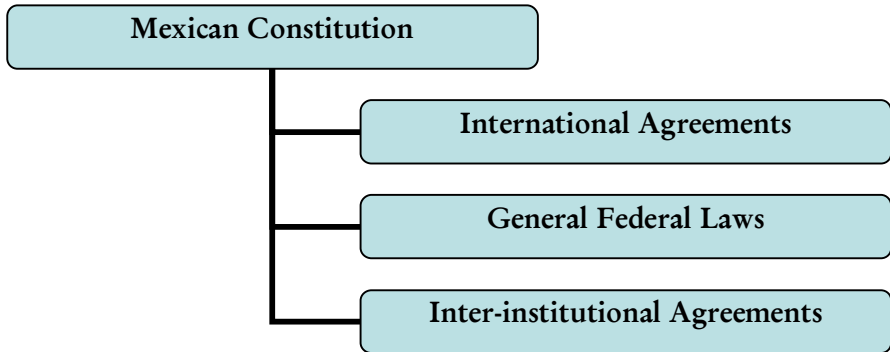 Mexican Constitution
International Agreements
General Federal Laws
Inter-institutional Agreements